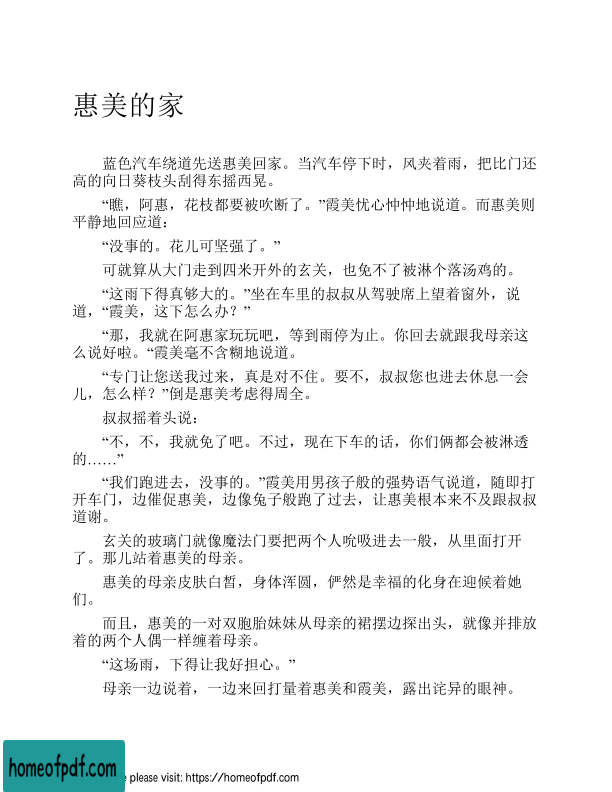 惠美的家
蓝色汽车绕道先送惠美回家。当汽车停下时，风夹着雨，把比门还
高的向日葵枝头刮得东摇西晃。
“瞧，阿惠，花枝都要被吹断了。”霞美忧心忡忡地说道。而惠美则
平静地回应道：
“没事的。花儿可坚强了。”
可就算从大门走到四米开外的玄关，也免不了被淋个落汤鸡的。
“这雨下得真够大的。”坐在车里的叔叔从驾驶席上望着窗外，说
道，“霞美，这下怎么办？”
“那，我就在阿惠家玩玩吧，等到雨停为止。你回去就跟我母亲这
么说好啦。“霞美毫不含糊地说道。
“专门让您送我过来，真是对不住。要不，叔叔您也进去休息一会
儿，怎么样？”倒是惠美考虑得周全。
叔叔摇着头说：
“不，不，我就免了吧。不过，现在下车的话，你们俩都会被淋透
的……”
“我们跑进去，没事的。”霞美用男孩子般的强势语气说道，随即打
开车门，边催促惠美，边像兔子般跑了过去，让惠美根本来不及跟叔叔
道谢。
玄关的玻璃门就像魔法门要把两个人吮吸进去一般，从里面打开
了。那儿站着惠美的母亲。
惠美的母亲皮肤白皙，身体浑圆，俨然是幸福的化身在迎候着她
们。
而且，惠美的一对双胞胎妹妹从母亲的裙摆边探出头，就像并排放
着的两个人偶一样缠着母亲。
“这场雨，下得让我好担心。”
母亲一边说着，一边来回打量着惠美和霞美，露出诧异的眼神。
homeofpdf.com
e please visit: https://homeofpdf.com